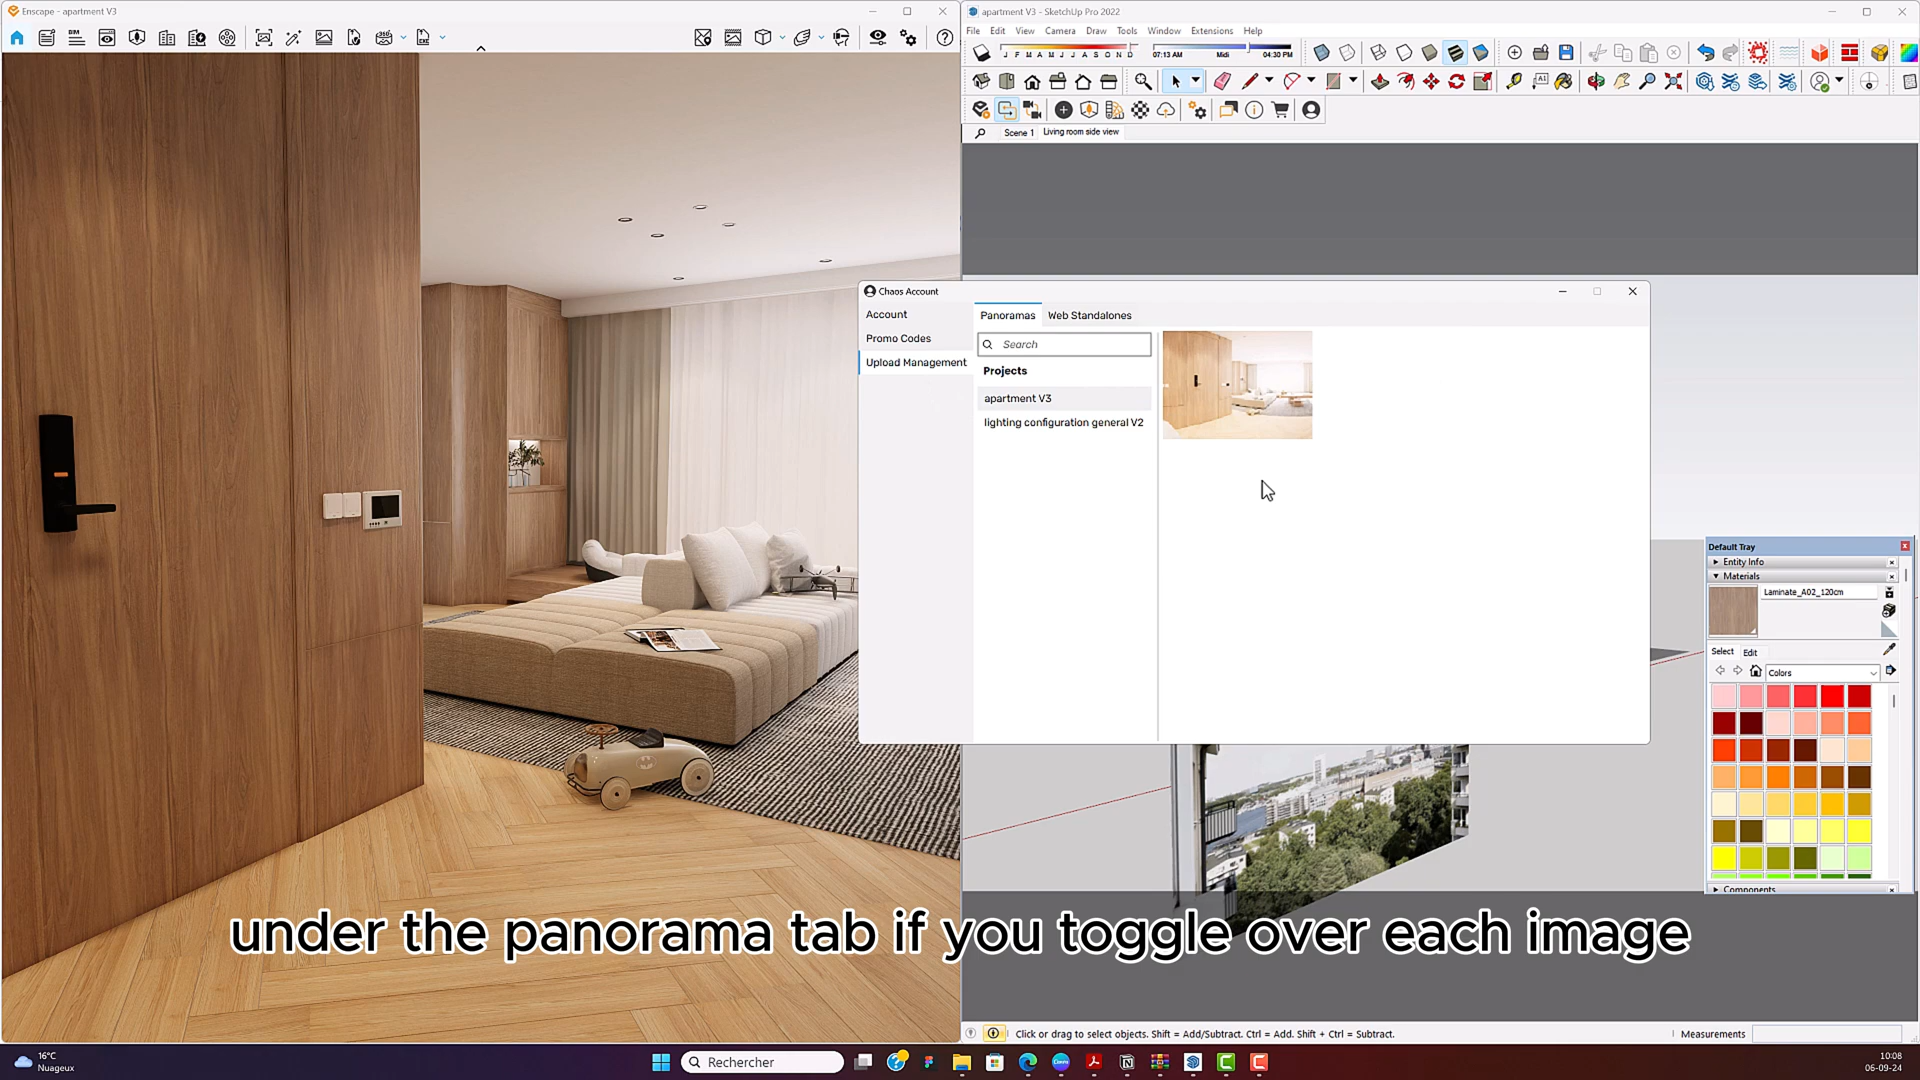 Enscape - apartment V3
apartment V3 - SketchUp Pro 2022
File Edit View Camera Draw Tools Window Extensions Help
J F M A M J J A S O N D
07:13 AM Midi 04:30 PM
Scene 1 Living room side view
Chaos Account
Account
Promo Codes
Upload Management
Panoramas Web Standalones
Search
Projects
apartment V3
lighting configuration general V2
Default Tray
Entity Info
Materials
Laminate_A02_120cm
Select Edit
Colors
Components
under the panorama tab if you toggle over each image
Click or drag to select objects. Shift = Add/Subtract. Ctrl = Add. Shift + Ctrl = Subtract.
Measurements
16°C
Nuageux
Rechercher
10:08
06-09-24